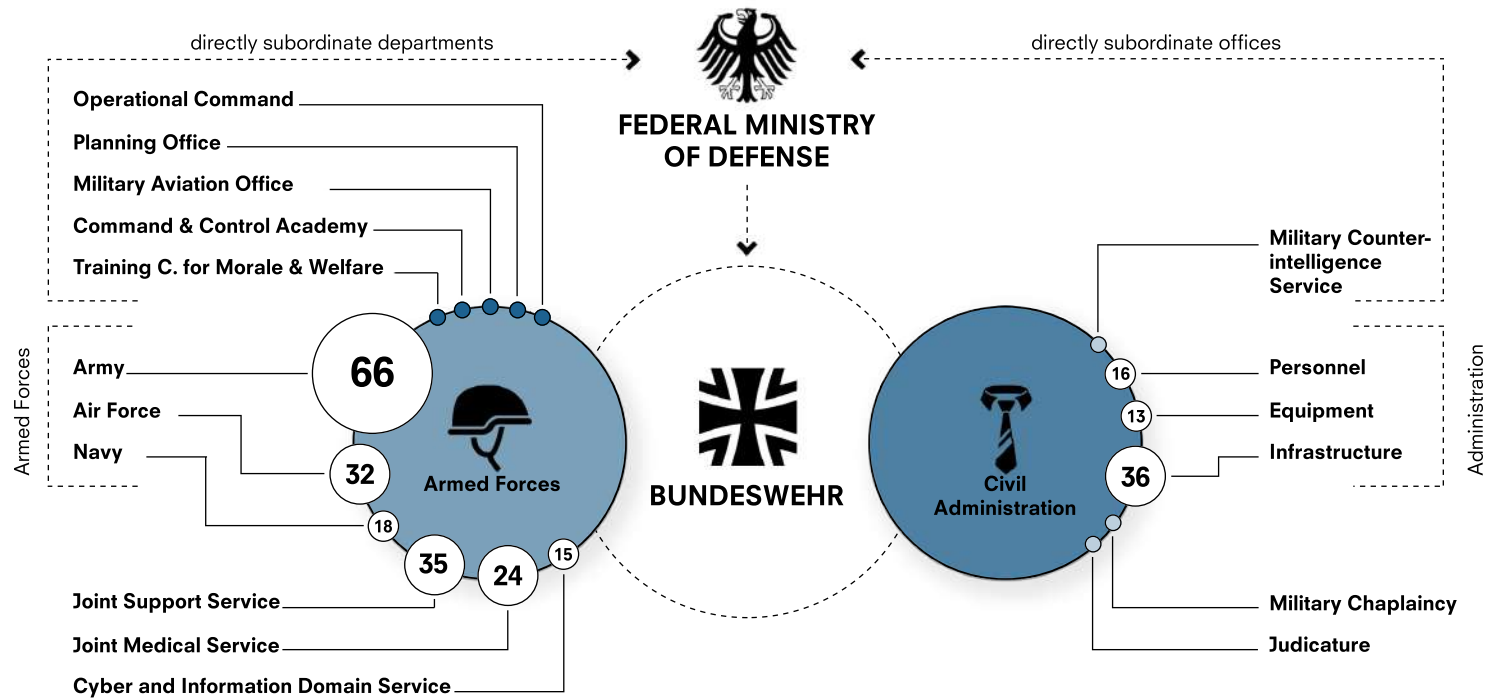 directly subordinate departments
directly subordinate offices
FEDERAL MINISTRY
OF DEFENSE
Operational Command
Planning Office
Military Aviation Office
Command & Control Academy
Training C. for Morale & Welfare
Armed Forces
Army
Air Force
Navy
66
32
18
35
24
15
Armed Forces
Joint Support Service
Joint Medical Service
Cyber and Information Domain Service
BUNDESWEHR
Civil
Administration
16
13
36
Military Counter-
intelligence
Service
Personnel
Equipment
Infrastructure
Administration
Military Chaplaincy
Judicature